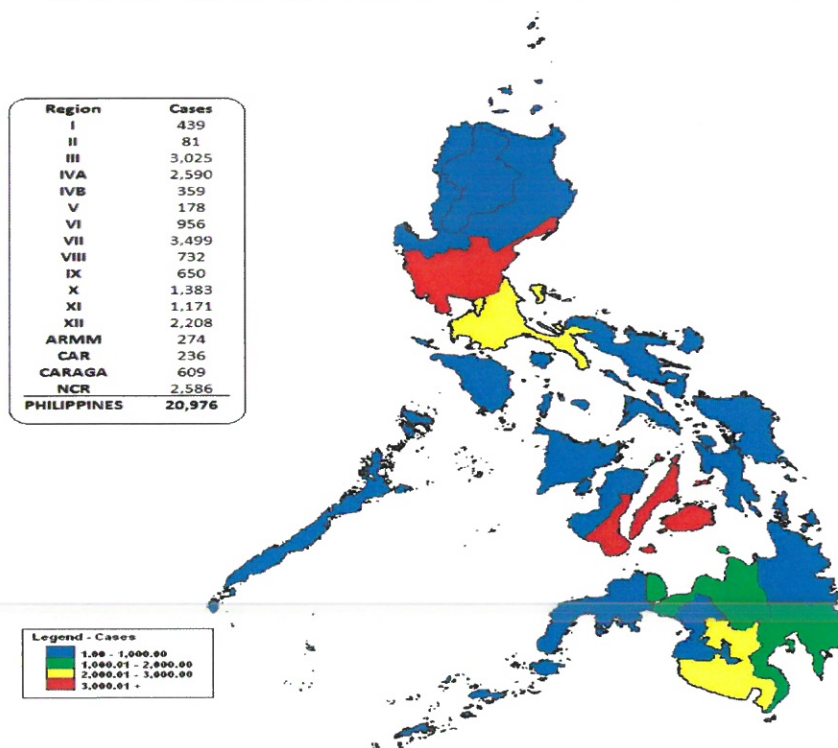 Region Cases
I 439
II 81
III 3,025
IVA 2,590
IVB 359
V 178
VI 956
VII 3,499
VIII 732
IX 650
X 1,383
XI 1,171
XII 2,208
ARMM 274
CAR 236
CARAGA 609
NCR 2,586
PHILIPPINES 20,976
Legend - Cases
1.00 - 1,000.00
1,000.01 - 2,000.00
2,000.01 - 3,000.00
3,000.01 +